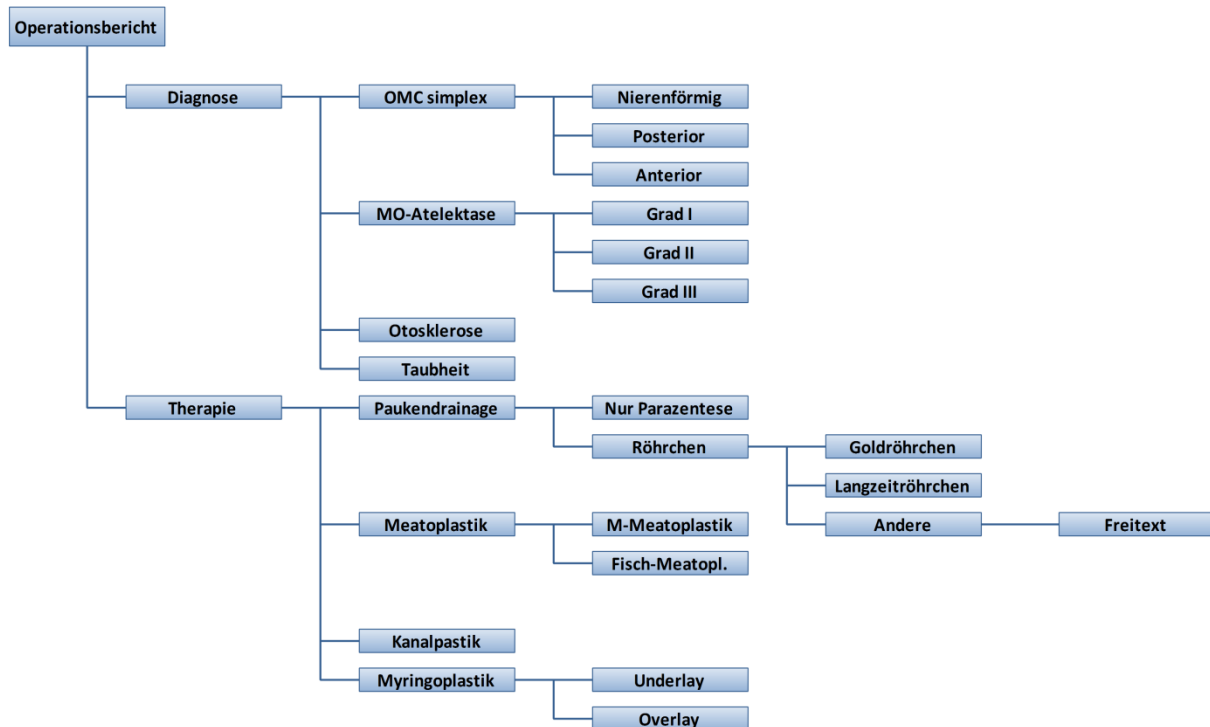 Operationsbericht
Diagnose
OMC simplex
Nierenförmig
Posterior
Anterior
MO-Atelektase
Grad I
Grad II
Grad III
Otosklerose
Taubheit
Therapie
Paukendrainage
Nur Parazentese
Röhrchen
Goldröhrchen
Langzeitröhrchen
Andere
Freitext
Meatoplastik
M-Meatoplastik
Fisch-Meatopl.
Kanalpastik
Myringoplastik
Underlay
Overlay